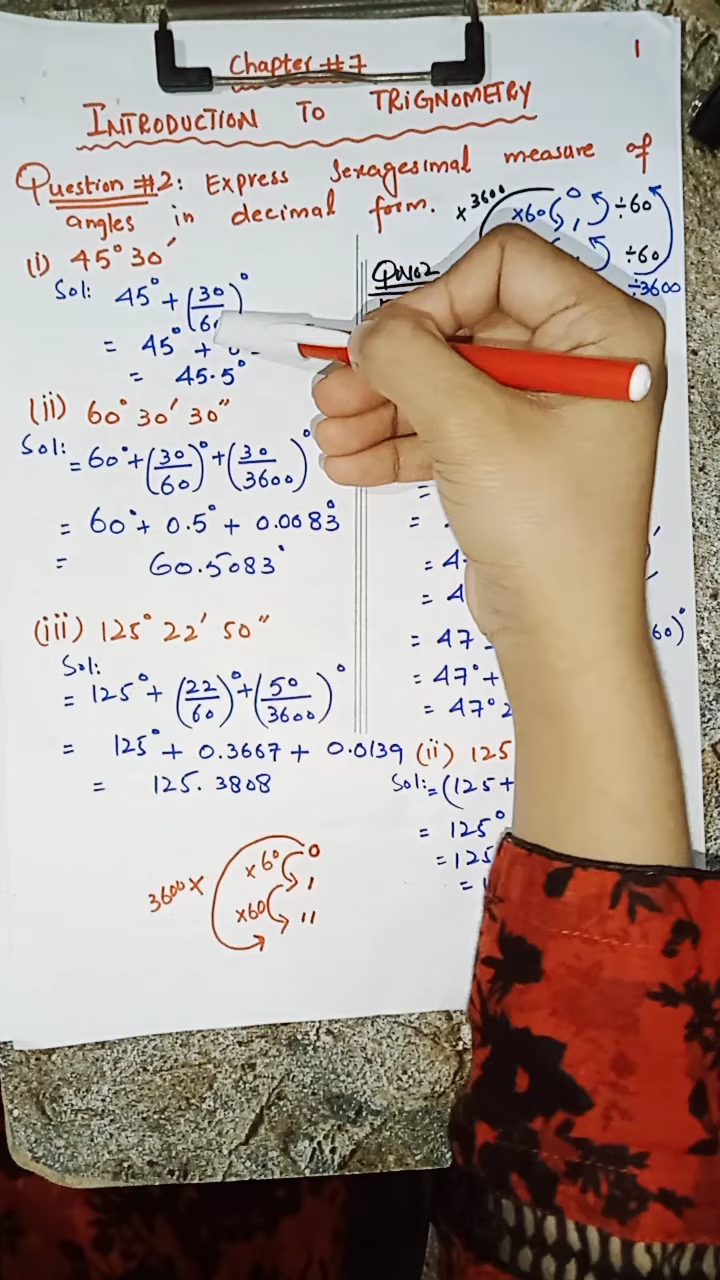 Chapter #7
1
INTRODUCTION TO TRIGNOMETRY
Question #2: Express Sexagesimal measure of
angles in decimal form.
×3600 ×60 ° ÷60
' ÷60
÷3600
(i) 45° 30′
Sol: 45° + (30/6
= 45° +
= 45.5°
(ii) 60° 30′ 30″
Sol:
= 60° + (30/60)° + (30/3600)°
= 60° + 0.5° + 0.0083°
= 60.5083°
(iii) 125° 22′ 50″
Sol:
= 125° + (22/60)° + (50/3600)°
= 125° + 0.3667 + 0.0139
= 125.3808
3600× ×60 °
′
×60 ″
QNo2
=
=
= 4
= 4
= 47 60)°
= 47° +
= 47° 2
(ii) 125
Sol: = (125 +
= 125°
= 125
=